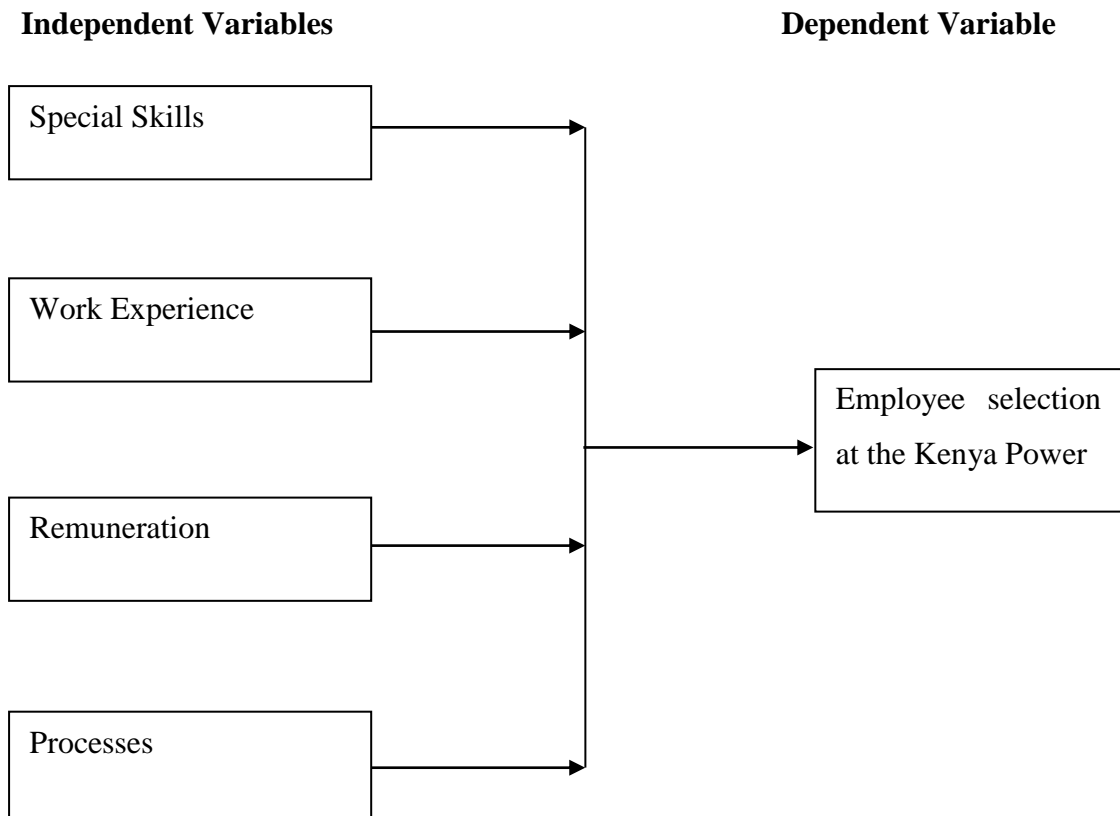 Independent Variables
Dependent Variable
Special Skills
Work Experience
Employee selection
at the Kenya Power
Remuneration
Processes